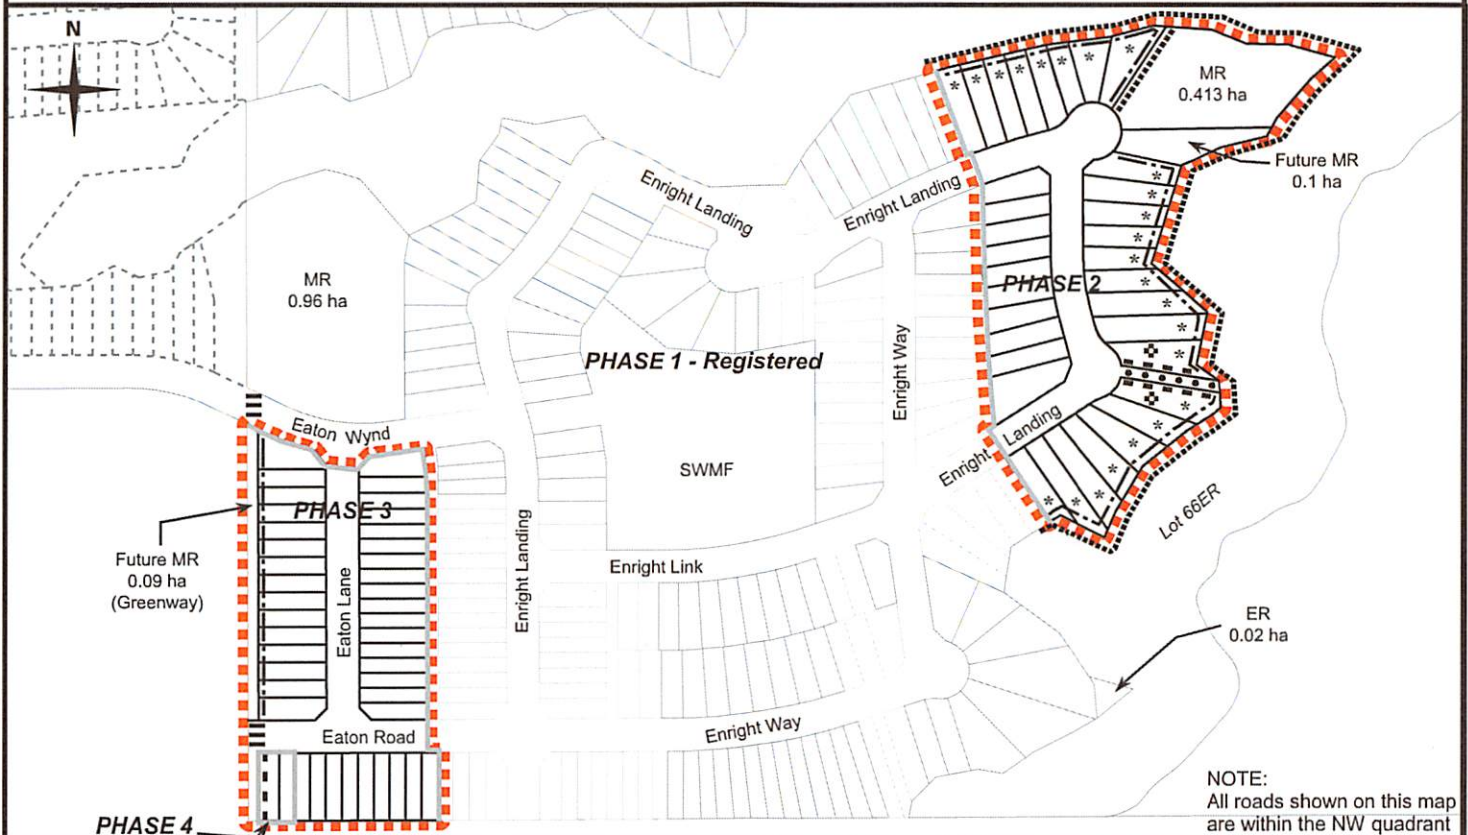 N
MR
0.413 ha
Future MR
0.1 ha
Enright Landing
Enright Landing
MR
0.96 ha
PHASE 2
PHASE 1 - Registered
Enright Way
Eaton Wynd
Enright Landing
SWMF
PHASE 3
Lot 66ER
Future MR
0.09 ha
(Greenway)
Eaton Lane
Enright Landing
Enright Link
ER
0.02 ha
Eaton Road
Enright Way
NOTE:
All roads shown on this map
are within the NW quadrant
PHASE 4